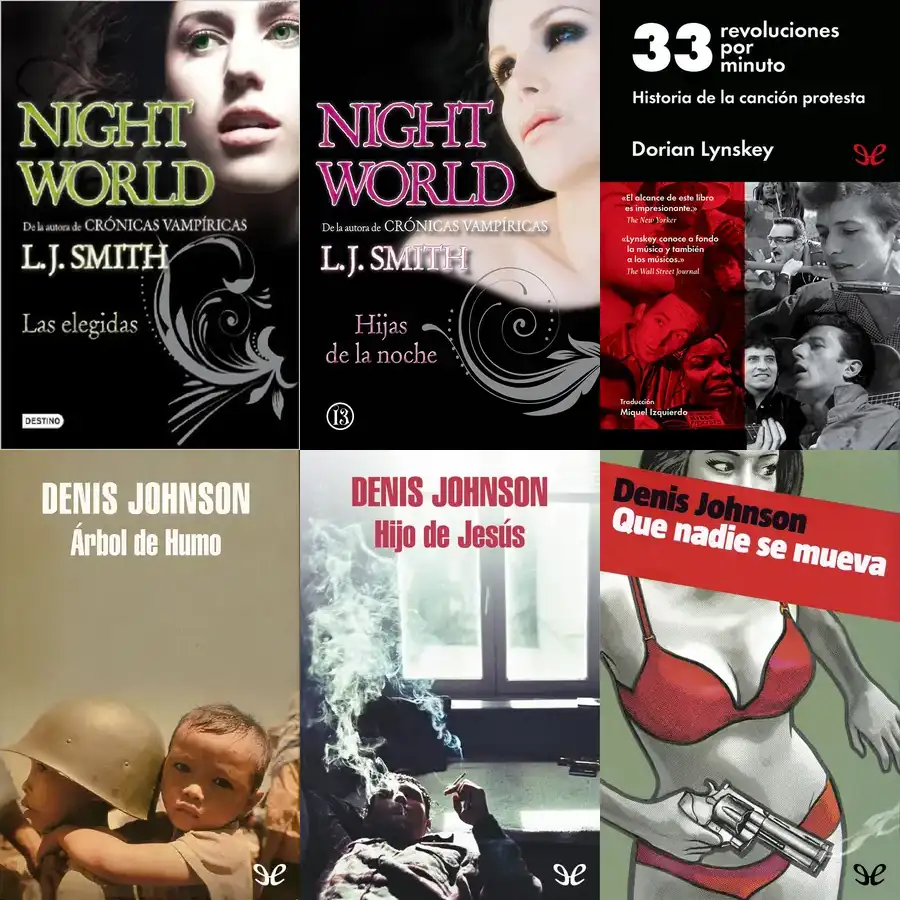 NIGHT
WORLD
De la autora de CRÓNICAS VAMPÍRICAS
L.J. SMITH
Las elegidas
DESTINO
NIGHT
WORLD
De la autora de CRÓNICAS VAMPÍRICAS
L.J. SMITH
Hijas
de la noche
13
33 revoluciones
por
minuto
Historia de la canción protesta
Dorian Lynskey
«El alcance de este libro
es impresionante.»
The New Yorker
«Lynskey conoce a fondo
la música y también
a los músicos.»
The Wall Street Journal
Traducción
Miquel Izquierdo
DENIS JOHNSON
Árbol de Humo
DENIS JOHNSON
Hijo de Jesús
Denis Johnson
Que nadie se mueva